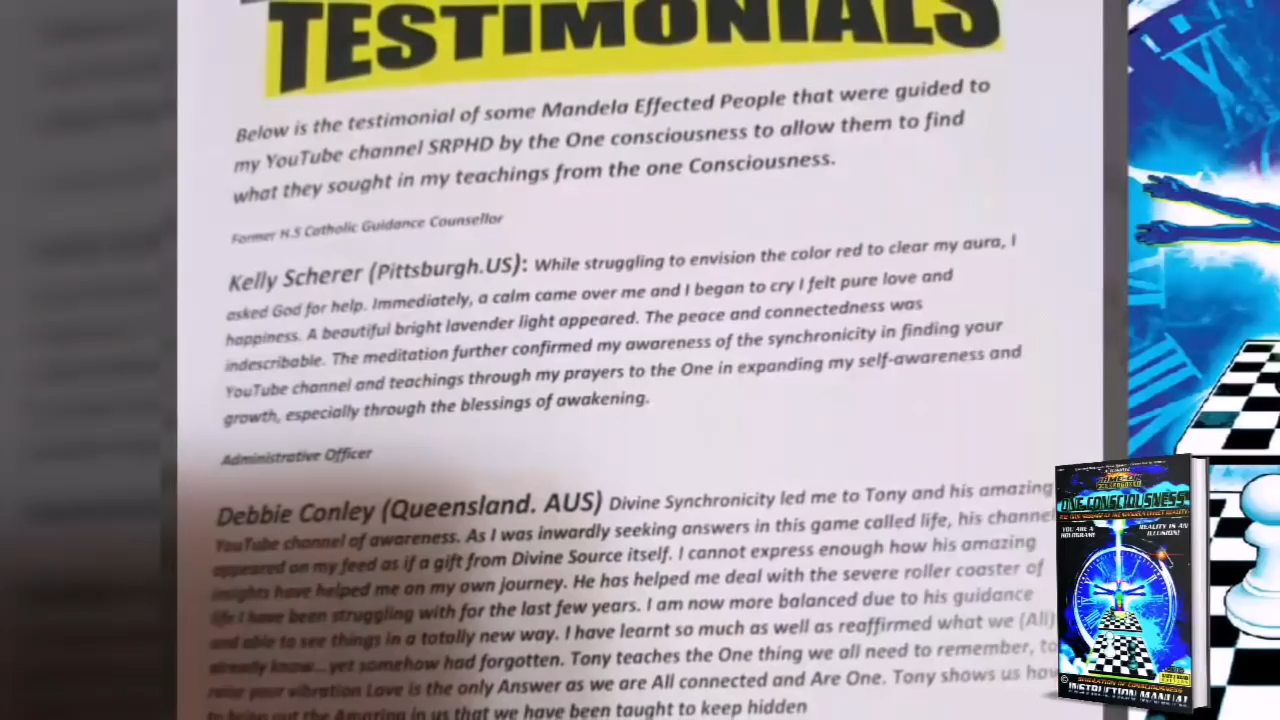 TESTIMONIALS
Below is the testimonial of some Mandela Effected People that were guided to
my YouTube channel SRPHD by the One consciousness to allow them to find
what they sought in my teachings from the one Consciousness.
Former H.S Catholic Guidance Counsellor
Kelly Scherer (Pittsburgh.US): While struggling to envision the color red to clear my aura, I
asked God for help. Immediately, a calm came over me and I began to cry I felt pure love and
happiness. A beautiful bright lavender light appeared. The peace and connectedness was
indescribable. The meditation further confirmed my awareness of the synchronicity in finding your
YouTube channel and teachings through my prayers to the One in expanding my self-awareness and
growth, especially through the blessings of awakening.
Administrative Officer
Debbie Conley (Queensland. AUS) Divine Synchronicity led me to Tony and his amazing
YouTube channel of awareness. As I was inwardly seeking answers in this game called life, his channel
appeared on my feed as if a gift from Divine Source itself. I cannot express enough how his amazing
insights have helped me on my own journey. He has helped me deal with the severe roller coaster of
life I have been struggling with for the last few years. I am now more balanced due to his guidance
and able to see things in a totally new way. I have learnt so much as well as reaffirmed what we (All)
already know...yet somehow had forgotten. Tony teaches the One thing we all need to remember, to
raise your vibration Love is the only Answer as we are All connected and Are One. Tony shows us how
to bring out the Amazing in us that we have been taught to keep hidden
ONE CONSCIOUSNESS
YOU ARE A
HOLOGRAM!
REALITY IS AN
ILLUSION!
SIMULATION OF CONSCIOUSNESS
INSTRUCTION MANUAL